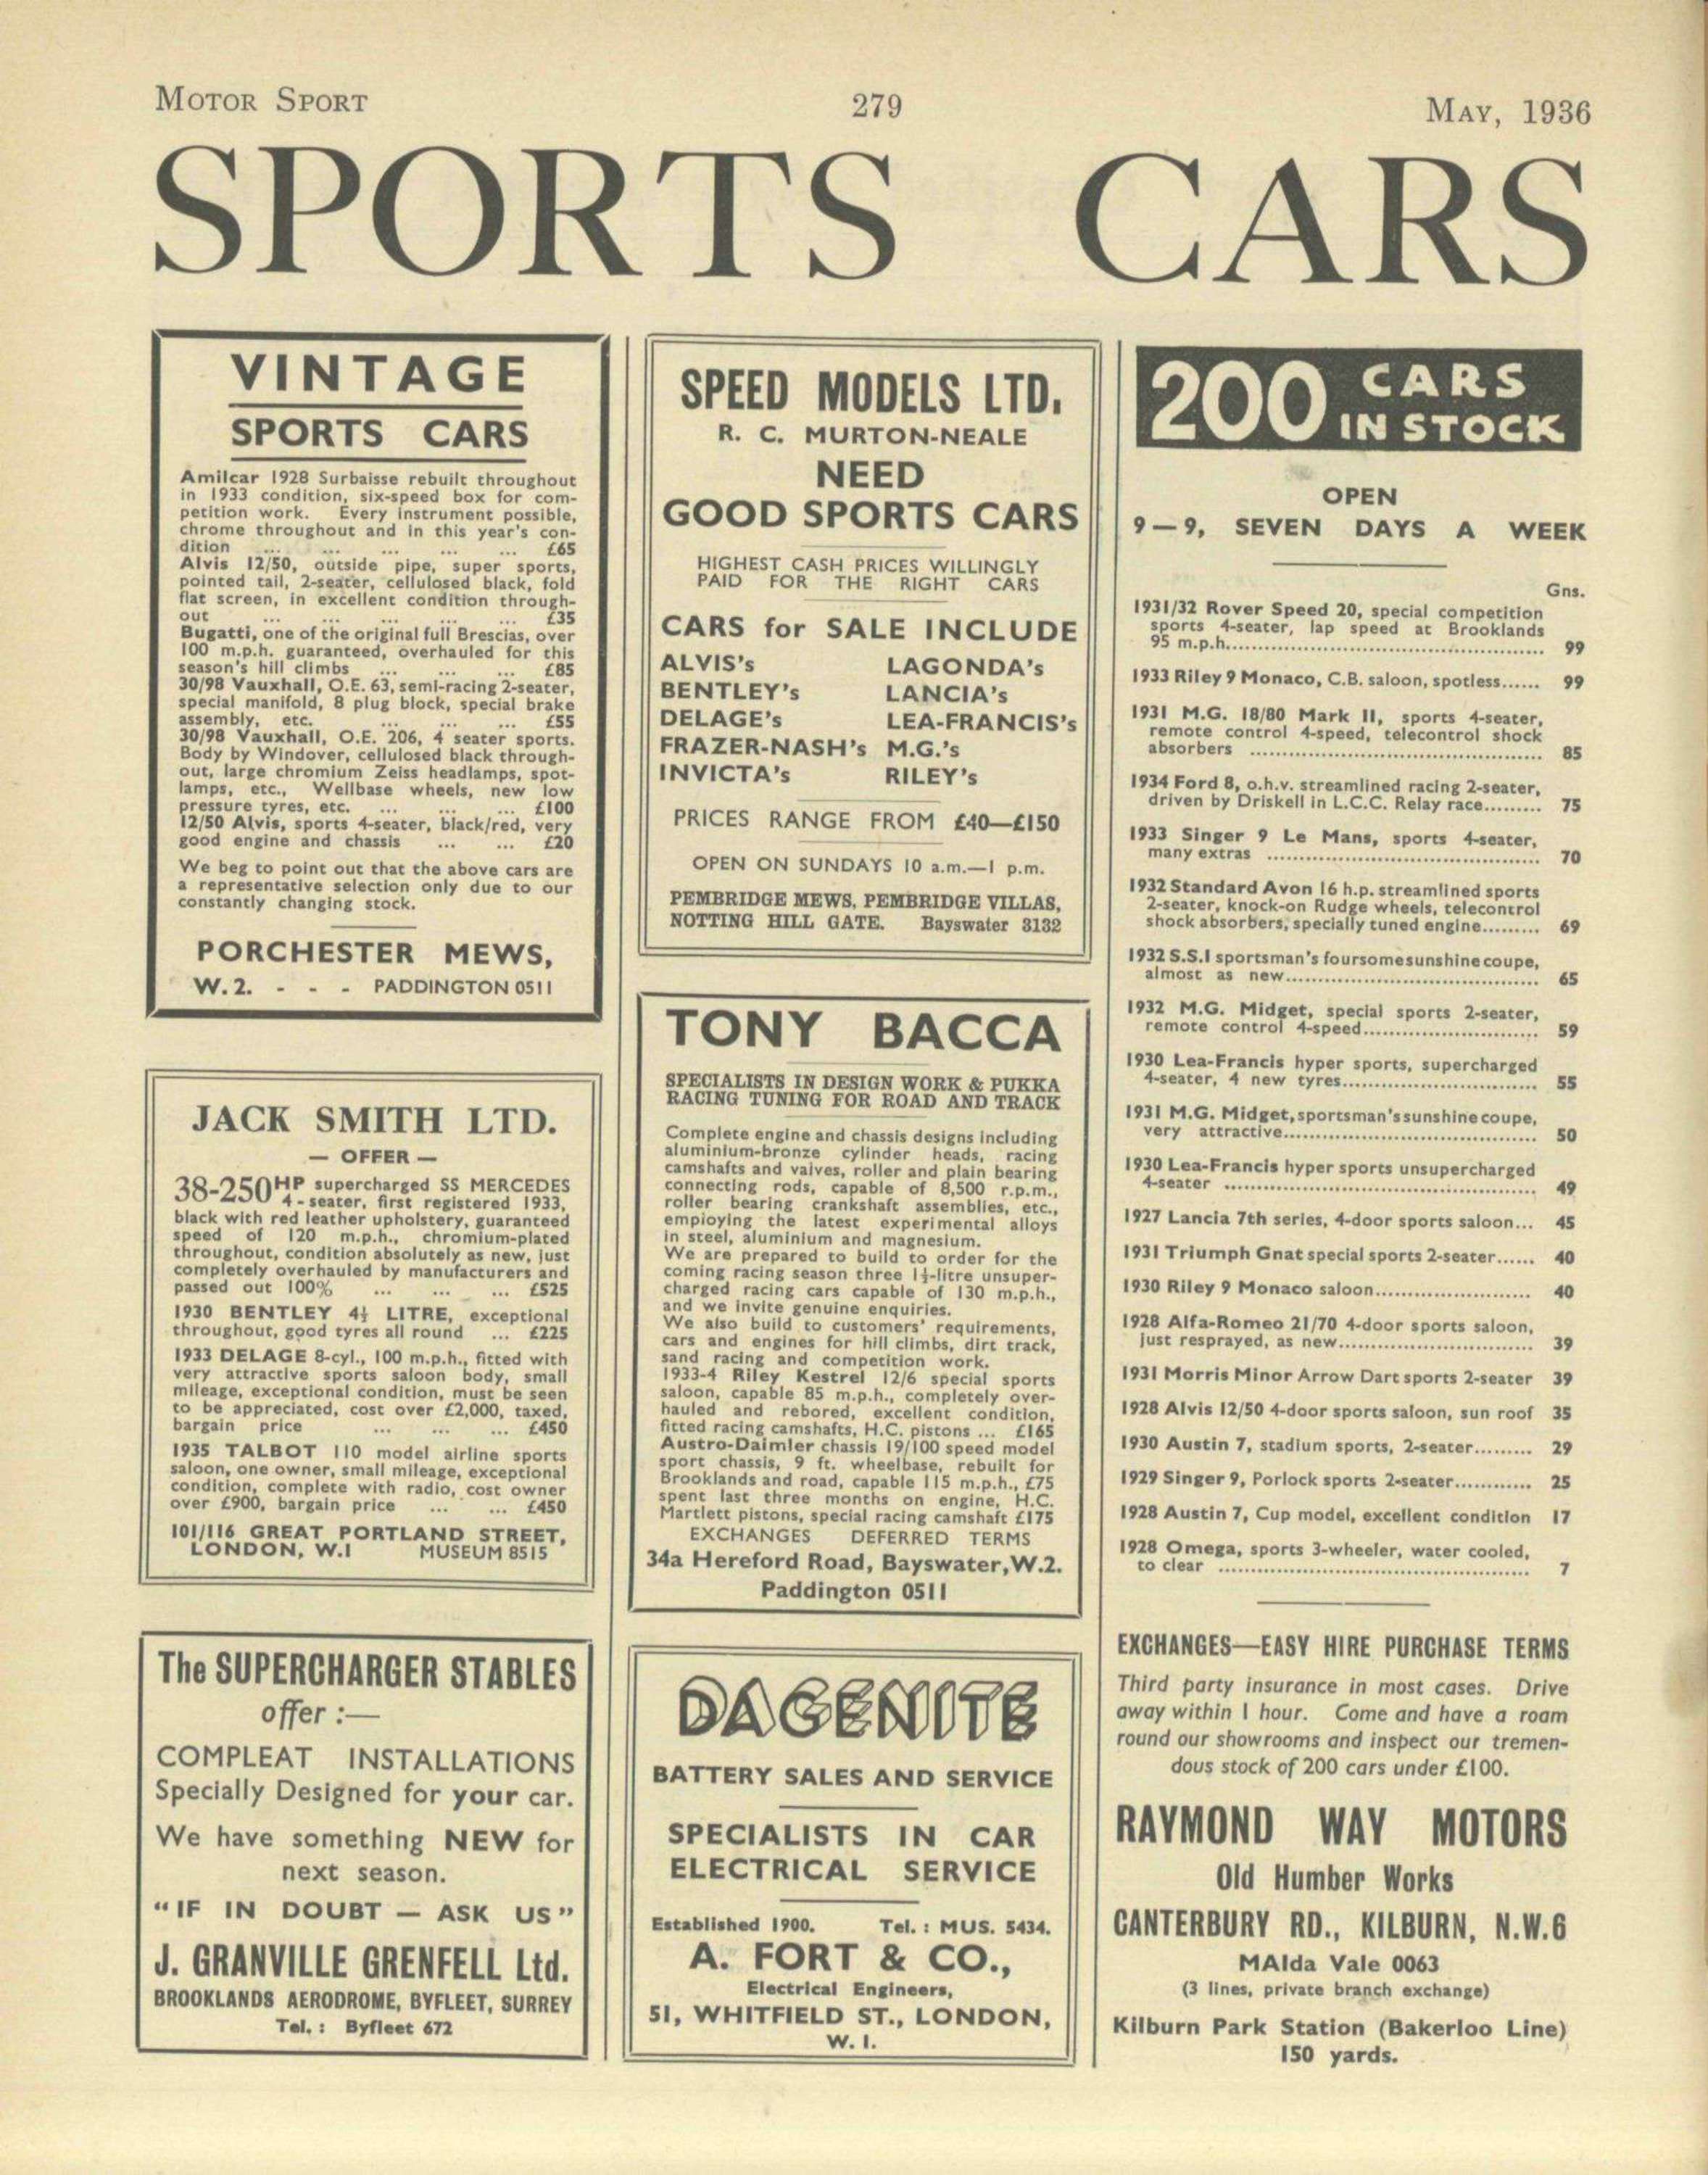 MOTOR SPORT
279
MAY, 1936
SPORTS CARS
VINTAGE
SPORTS CARS
Amilcar 1928 Surbaisse rebuilt throughout
in 1933 condition, six-speed box for com-
petition work. Every instrument possible,
chrome throughout and in this year's con-
dition ... ... ... ... ... £65
Alvis 12/50, outside pipe, super sports,
pointed tail, 2-seater, cellulosed black, fold
flat screen, in excellent condition through-
out ... ... ... ... ... £35
Bugatti, one of the original full Brescias, over
100 m.p.h. guaranteed, overhauled for this
season's hill climbs ... ... ... £85
30/98 Vauxhall, O.E. 63, semi-racing 2-seater,
special manifold, 8 plug block, special brake
assembly, etc. ... ... ... £55
30/98 Vauxhall, O.E. 206, 4 seater sports.
Body by Windover, cellulosed black through-
out, large chromium Zeiss headlamps, spot-
lamps, etc., Wellbase wheels, new low
pressure tyres, etc. ... ... ... £100
12/50 Alvis, sports 4-seater, black/red, very
good engine and chassis ... ... £20
We beg to point out that the above cars are
a representative selection only due to our
constantly changing stock.
PORCHESTER MEWS,
W.2. - - - PADDINGTON 0511
JACK SMITH LTD.
— OFFER —
38-250 HP supercharged SS MERCEDES
4-seater, first registered 1933,
black with red leather upholstery, guaranteed
speed of 120 m.p.h., chromium-plated
throughout, condition absolutely as new, just
completely overhauled by manufacturers and
passed out 100% ... ... ... £525
1930 BENTLEY 4½ LITRE, exceptional
throughout, good tyres all round ... £225
1933 DELAGE 8-cyl., 100 m.p.h., fitted with
very attractive sports saloon body, small
mileage, exceptional condition, must be seen
to be appreciated, cost over £2,000, taxed,
bargain price ... ... ... £450
1935 TALBOT 110 model airline sports
saloon, one owner, small mileage, exceptional
condition, complete with radio, cost owner
over £900, bargain price ... ... £450
101/116 GREAT PORTLAND STREET,
LONDON, W.1 MUSEUM 8515
The SUPERCHARGER STABLES
offer :—
COMPLEAT INSTALLATIONS
Specially Designed for your car.
We have something NEW for
next season.
"IF IN DOUBT — ASK US"
J. GRANVILLE GRENFELL Ltd.
BROOKLANDS AERODROME, BYFLEET, SURREY
Tel. : Byfleet 672
SPEED MODELS LTD.
R. C. MURTON-NEALE
NEED
GOOD SPORTS CARS
HIGHEST CASH PRICES WILLINGLY
PAID FOR THE RIGHT CARS
CARS for SALE INCLUDE
ALVIS's LAGONDA's
BENTLEY's LANCIA's
DELAGE's LEA-FRANCIS's
FRAZER-NASH's M.G.'s
INVICTA's RILEY's
PRICES RANGE FROM £40—£150
OPEN ON SUNDAYS 10 a.m.—1 p.m.
PEMBRIDGE MEWS, PEMBRIDGE VILLAS,
NOTTING HILL GATE. Bayswater 3132
TONY BACCA
SPECIALISTS IN DESIGN WORK & PUKKA
RACING TUNING FOR ROAD AND TRACK
Complete engine and chassis designs including
aluminium-bronze cylinder heads, racing
camshafts and valves, roller and plain bearing
connecting rods, capable of 8,500 r.p.m.,
roller bearing crankshaft assemblies, etc.,
employing the latest experimental alloys
in steel, aluminium and magnesium.
We are prepared to build to order for the
coming racing season three 1½-litre unsuper-
charged racing cars capable of 130 m.p.h.,
and we invite genuine enquiries.
We also build to customers' requirements,
cars and engines for hill climbs, dirt track,
sand racing and competition work.
1933-4 Riley Kestrel 12/6 special sports
saloon, capable 85 m.p.h., completely over-
hauled and rebored, excellent condition,
fitted racing camshafts, H.C. pistons ... £165
Austro-Daimler chassis 19/100 speed model
sport chassis, 9 ft. wheelbase, rebuilt for
Brooklands and road, capable 115 m.p.h., £75
spent last three months on engine, H.C.
Martlett pistons, special racing camshaft £175
EXCHANGES DEFERRED TERMS
34a Hereford Road, Bayswater, W.2.
Paddington 0511
DAGENITE
BATTERY SALES AND SERVICE
SPECIALISTS IN CAR
ELECTRICAL SERVICE
Established 1900. Tel. : MUS. 5434.
A. FORT & CO.,
Electrical Engineers,
51, WHITFIELD ST., LONDON,
W. 1.
200 CARS
IN STOCK
OPEN
9—9, SEVEN DAYS A WEEK
Gns.
1931/32 Rover Speed 20, special competition
sports 4-seater, lap speed at Brooklands
95 m.p.h. 99
1933 Riley 9 Monaco, C.B. saloon, spotless...... 99
1931 M.G. 18/80 Mark II, sports 4-seater,
remote control 4-speed, telecontrol shock
absorbers 85
1934 Ford 8, o.h.v. streamlined racing 2-seater,
driven by Driskell in L.C.C. Relay race......... 75
1933 Singer 9 Le Mans, sports 4-seater,
many extras 70
1932 Standard Avon 16 h.p. streamlined sports
2-seater, knock-on Rudge wheels, telecontrol
shock absorbers, specially tuned engine......... 69
1932 S.S.1 sportsman's foursome sunshine coupe,
almost as new 65
1932 M.G. Midget, special sports 2-seater,
remote control 4-speed 59
1930 Lea-Francis hyper sports, supercharged
4-seater, 4 new tyres 55
1931 M.G. Midget, sportsman's sunshine coupe,
very attractive 50
1930 Lea-Francis hyper sports unsupercharged
4-seater 49
1927 Lancia 7th series, 4-door sports saloon... 45
1931 Triumph Gnat special sports 2-seater...... 40
1930 Riley 9 Monaco saloon 40
1928 Alfa-Romeo 21/70 4-door sports saloon,
just resprayed, as new 39
1931 Morris Minor Arrow Dart sports 2-seater 39
1928 Alvis 12/50 4-door sports saloon, sun roof 35
1930 Austin 7, stadium sports, 2-seater......... 29
1929 Singer 9, Porlock sports 2-seater............ 25
1928 Austin 7, Cup model, excellent condition 17
1928 Omega, sports 3-wheeler, water cooled,
to clear 7
EXCHANGES—EASY HIRE PURCHASE TERMS
Third party insurance in most cases. Drive
away within 1 hour. Come and have a roam
round our showrooms and inspect our tremen-
dous stock of 200 cars under £100.
RAYMOND WAY MOTORS
Old Humber Works
CANTERBURY RD., KILBURN, N.W.6
MAIda Vale 0063
(3 lines, private branch exchange)
Kilburn Park Station (Bakerloo Line)
150 yards.